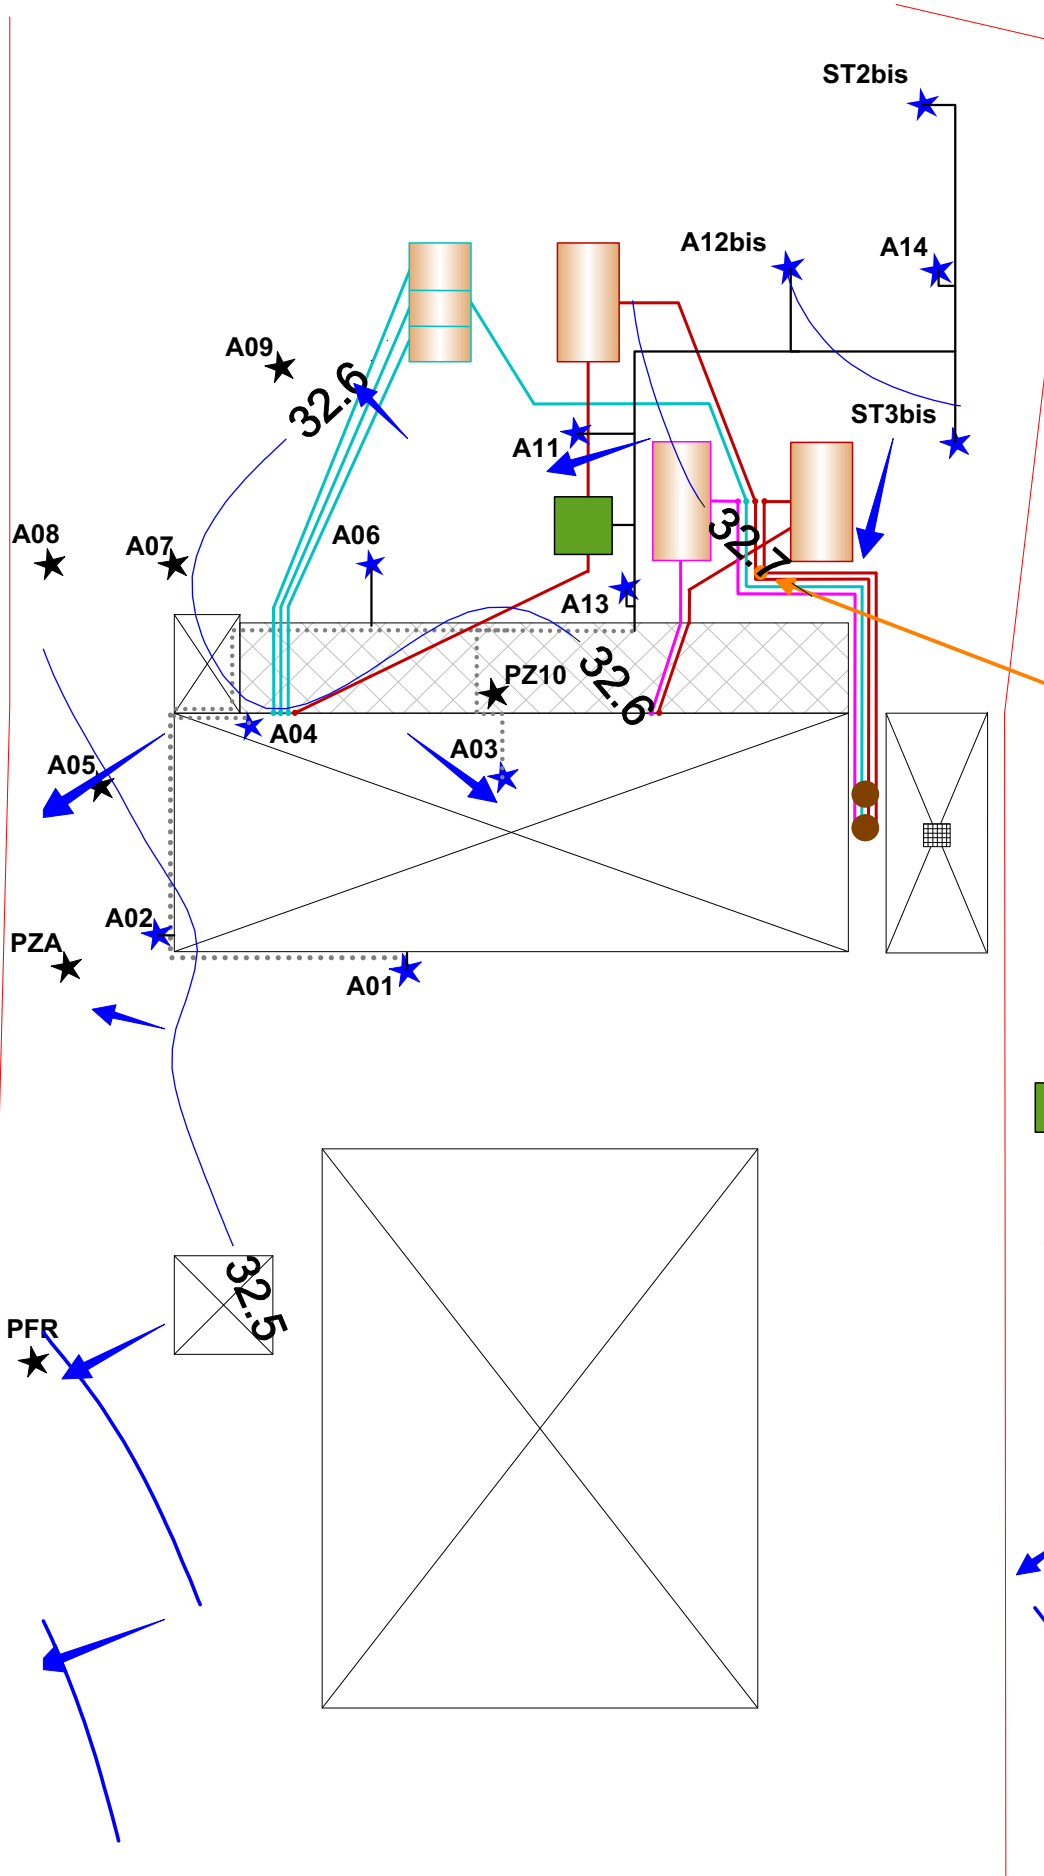 ST2bis
A12bis
A14
A09
32.6
ST3bis
A11
A08
A07
A06
32.7
A13
PZ10
32.6
A04
A03
A05
A02
PZA
A01
32.5
PFR